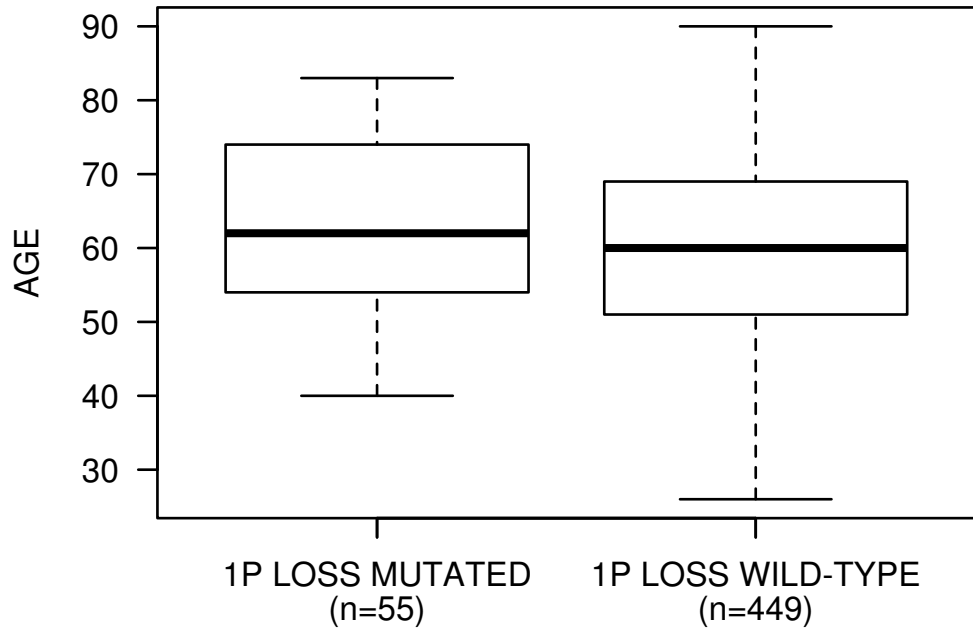 AGE
90
80
70
60
50
40
30
1P LOSS MUTATED
(n=55)
1P LOSS WILD-TYPE
(n=449)